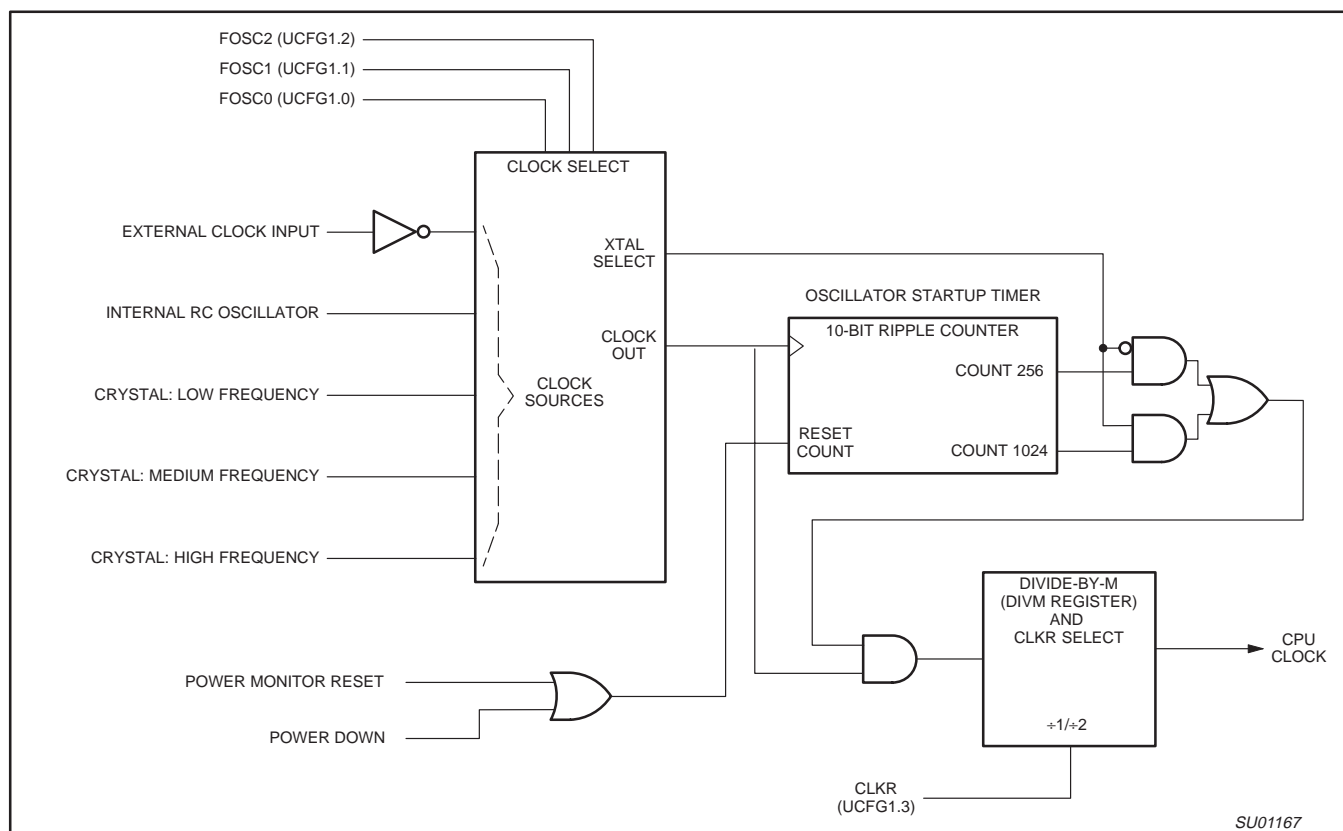 FOSC2 (UCFG1.2)
FOSC1 (UCFG1.1)
FOSC0 (UCFG1.0)
CLOCK SELECT
EXTERNAL CLOCK INPUT
XTAL
SELECT
INTERNAL RC OSCILLATOR
OSCILLATOR STARTUP TIMER
10-BIT RIPPLE COUNTER
CLOCK
OUT
COUNT 256
CRYSTAL: LOW FREQUENCY
CLOCK
SOURCES
RESET
COUNT
COUNT 1024
CRYSTAL: MEDIUM FREQUENCY
CRYSTAL: HIGH FREQUENCY
DIVIDE-BY-M
(DIVM REGISTER)
AND
CLKR SELECT
CPU
CLOCK
POWER MONITOR RESET
POWER DOWN
÷1/÷2
CLKR
(UCFG1.3)
SU01167